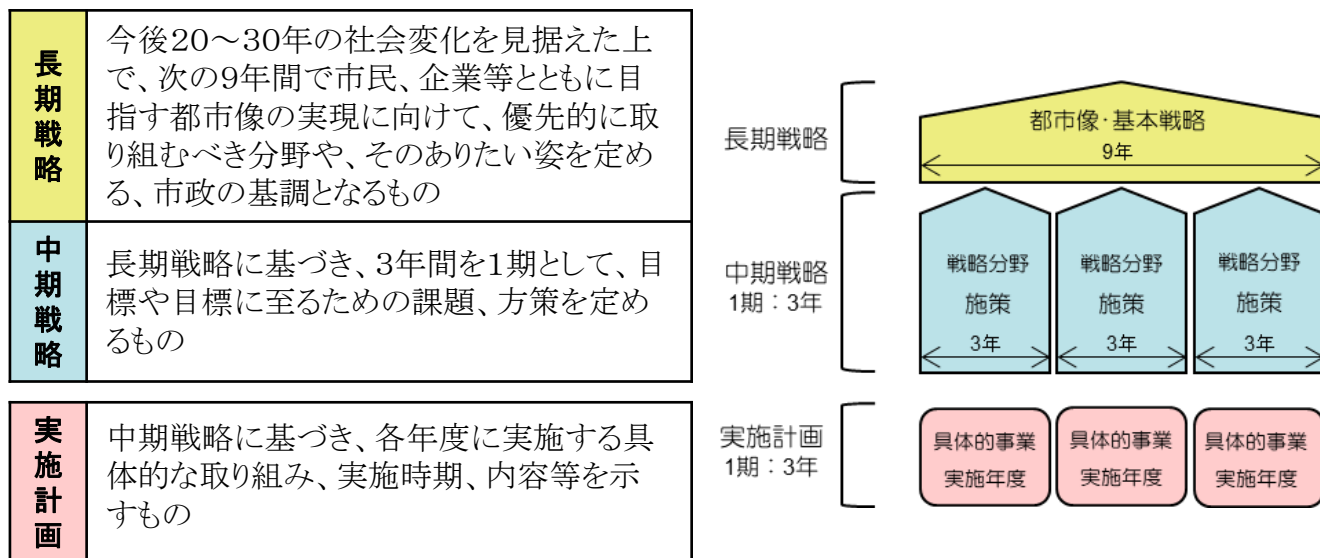 長期戦略
今後20～30年の社会変化を見据えた上
で、次の9年間で市民、企業等とともに目
指す都市像の実現に向けて、優先的に取
り組むべき分野や、そのありたい姿を定め
る、市政の基調となるもの
中期戦略
長期戦略に基づき、3年間を1期として、目
標や目標に至るための課題、方策を定め
るもの
実施計画
中期戦略に基づき、各年度に実施する具
体的な取り組み、実施時期、内容等を示
すもの
長期戦略
都市像・基本戦略
9年
中期戦略
1期：3年
戦略分野
施策
3年
戦略分野
施策
3年
戦略分野
施策
3年
実施計画
1期：3年
具体的事業
実施年度
具体的事業
実施年度
具体的事業
実施年度